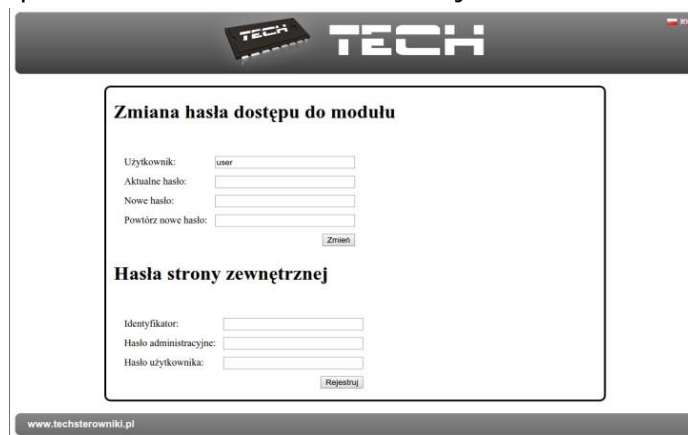 TECH
TECH
Zmiana hasła dostępu do modułu
Użytkownik: user
Aktualne hasło:
Nowe hasło:
Powtórz nowe hasło:
Zmień
Hasła strony zewnętrznej
Identyfikator:
Hasło administracyjne:
Hasło użytkownika:
Rejestruj
www.techsterowniki.pl